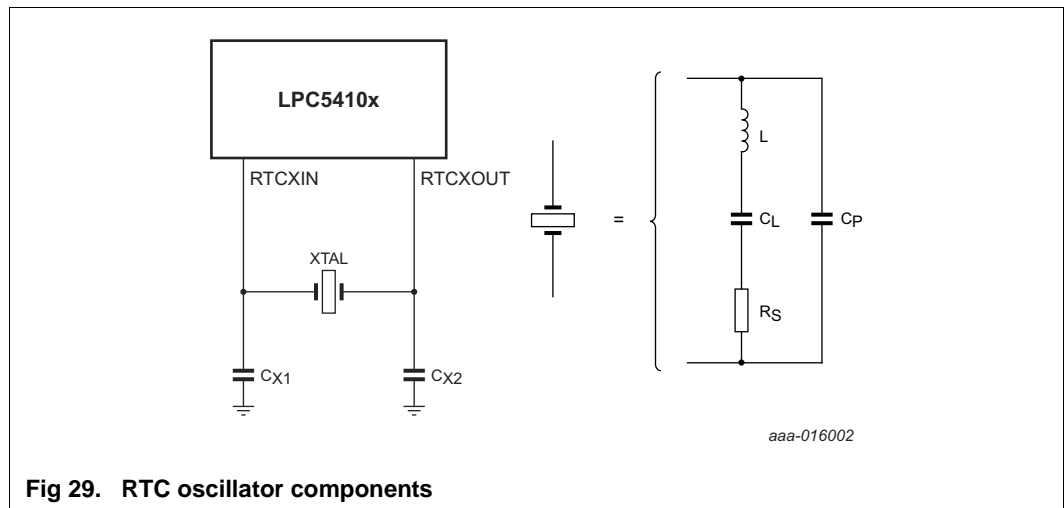 LPC5410x
RTCXIN
RTCXOUT
XTAL
CX1
CX2
=
L
CL
CP
RS
aaa-016002
Fig 29. RTC oscillator components